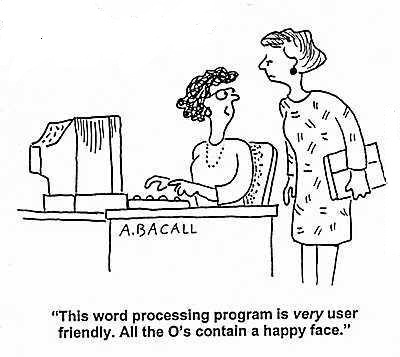 A.BACALL
“This word processing program is very user
friendly. All the O's contain a happy face.”